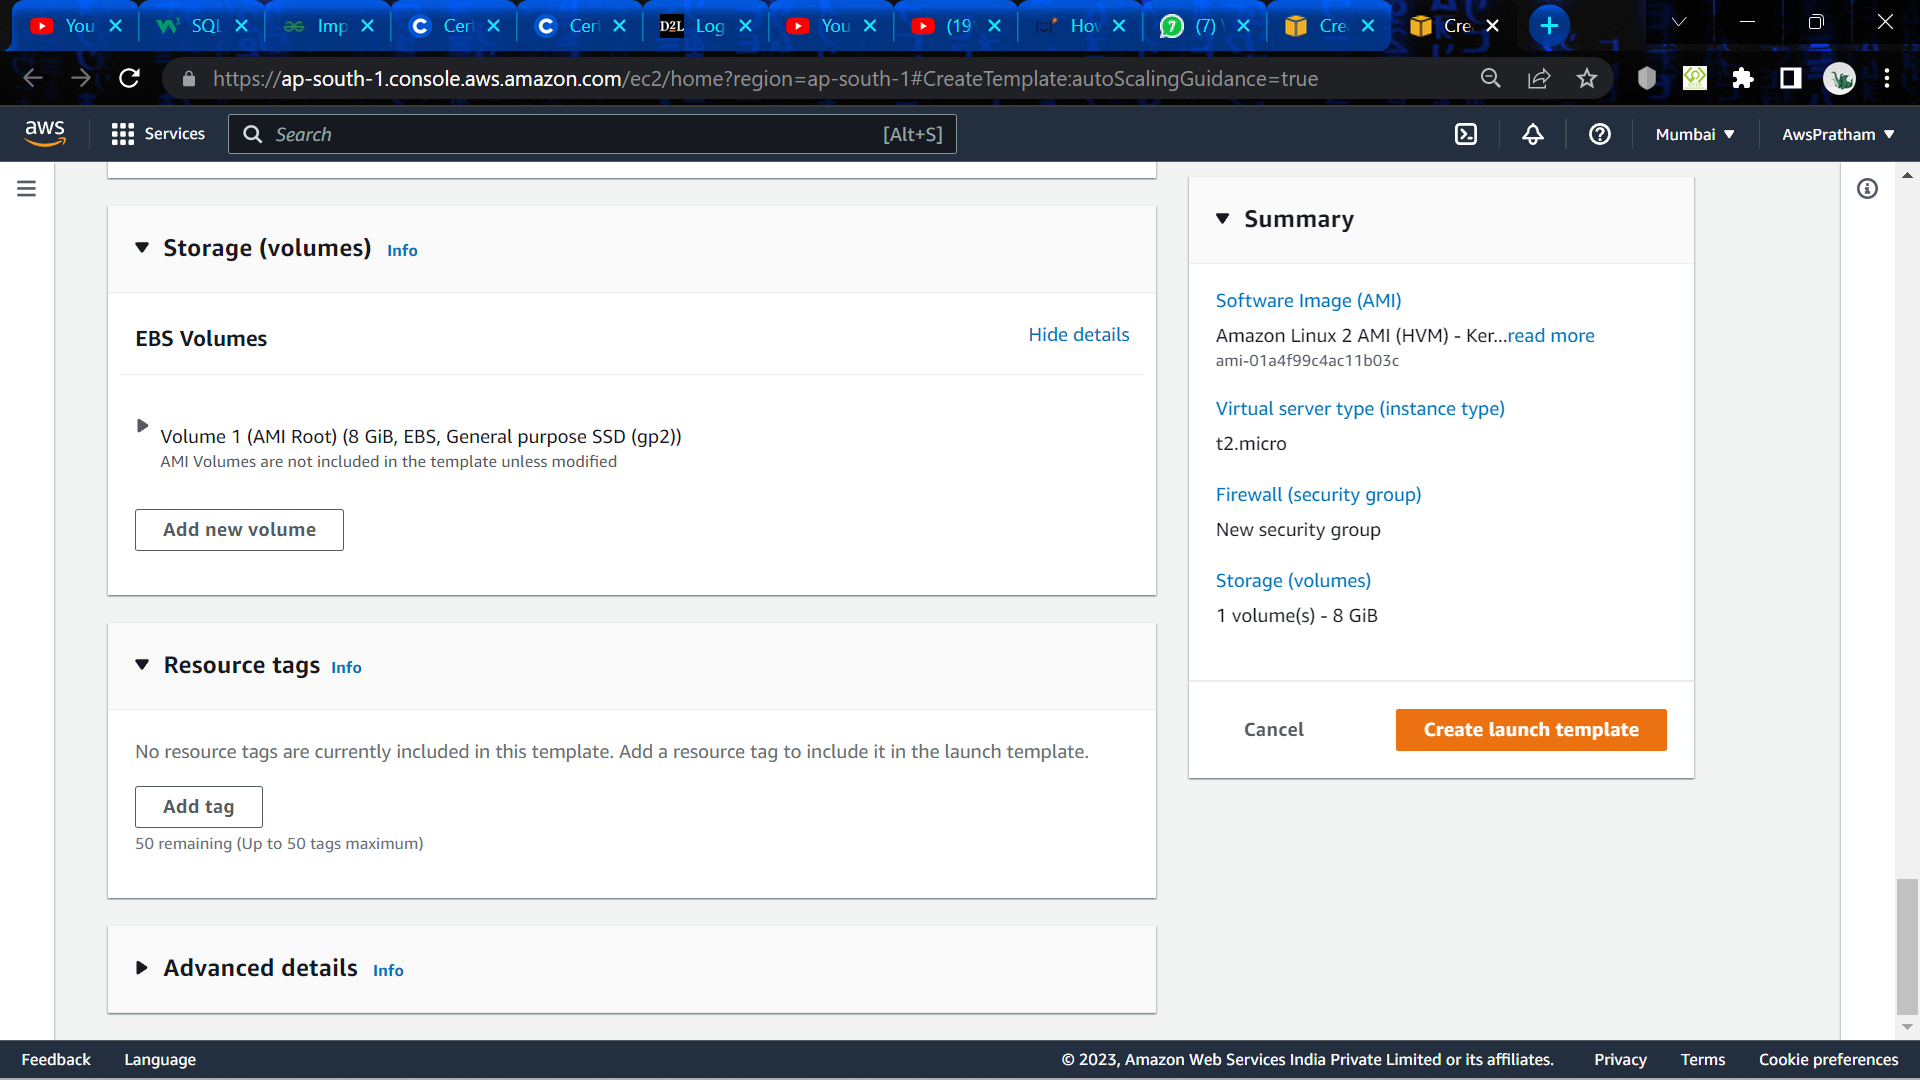 You
SQL
Imp
Cert
Cert
D2L Log
You
(19
How
7 (7)
Cre
Cre
https://ap-south-1.console.aws.amazon.com/ec2/home?region=ap-south-1#CreateTemplate:autoScalingGuidance=true
aws
Services
Search
[Alt+S]
Mumbai
AwsPratham
Storage (volumes) Info
EBS Volumes
Hide details
Volume 1 (AMI Root) (8 GiB, EBS, General purpose SSD (gp2))
AMI Volumes are not included in the template unless modified
Add new volume
Resource tags Info
No resource tags are currently included in this template. Add a resource tag to include it in the launch template.
Add tag
50 remaining (Up to 50 tags maximum)
Advanced details Info
Summary
Software Image (AMI)
Amazon Linux 2 AMI (HVM) - Ker...read more
ami-01a4f99c4ac11b03c
Virtual server type (instance type)
t2.micro
Firewall (security group)
New security group
Storage (volumes)
1 volume(s) - 8 GiB
Cancel
Create launch template
Feedback
Language
© 2023, Amazon Web Services India Private Limited or its affiliates.
Privacy
Terms
Cookie preferences